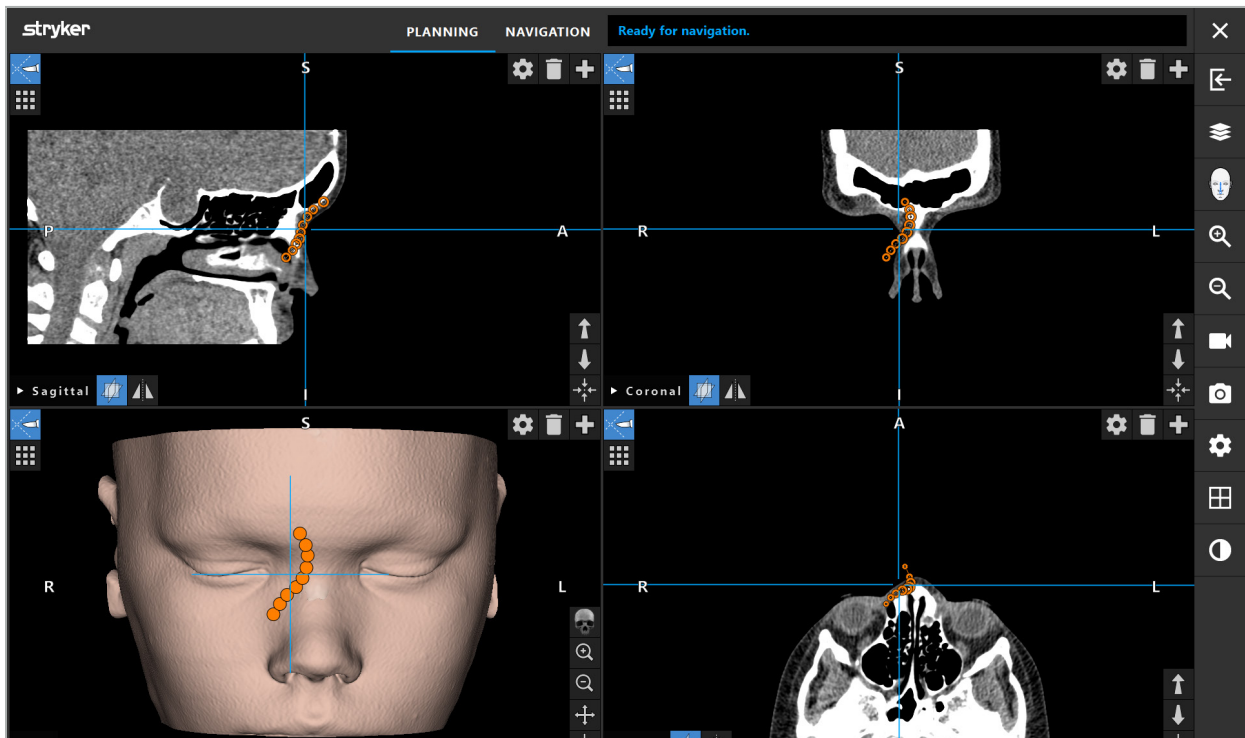 stryker
PLANNING NAVIGATION
Ready for navigation.
S
P
A
I
Sagittal
S
R
L
I
Coronal
S
R
L
A
R
L